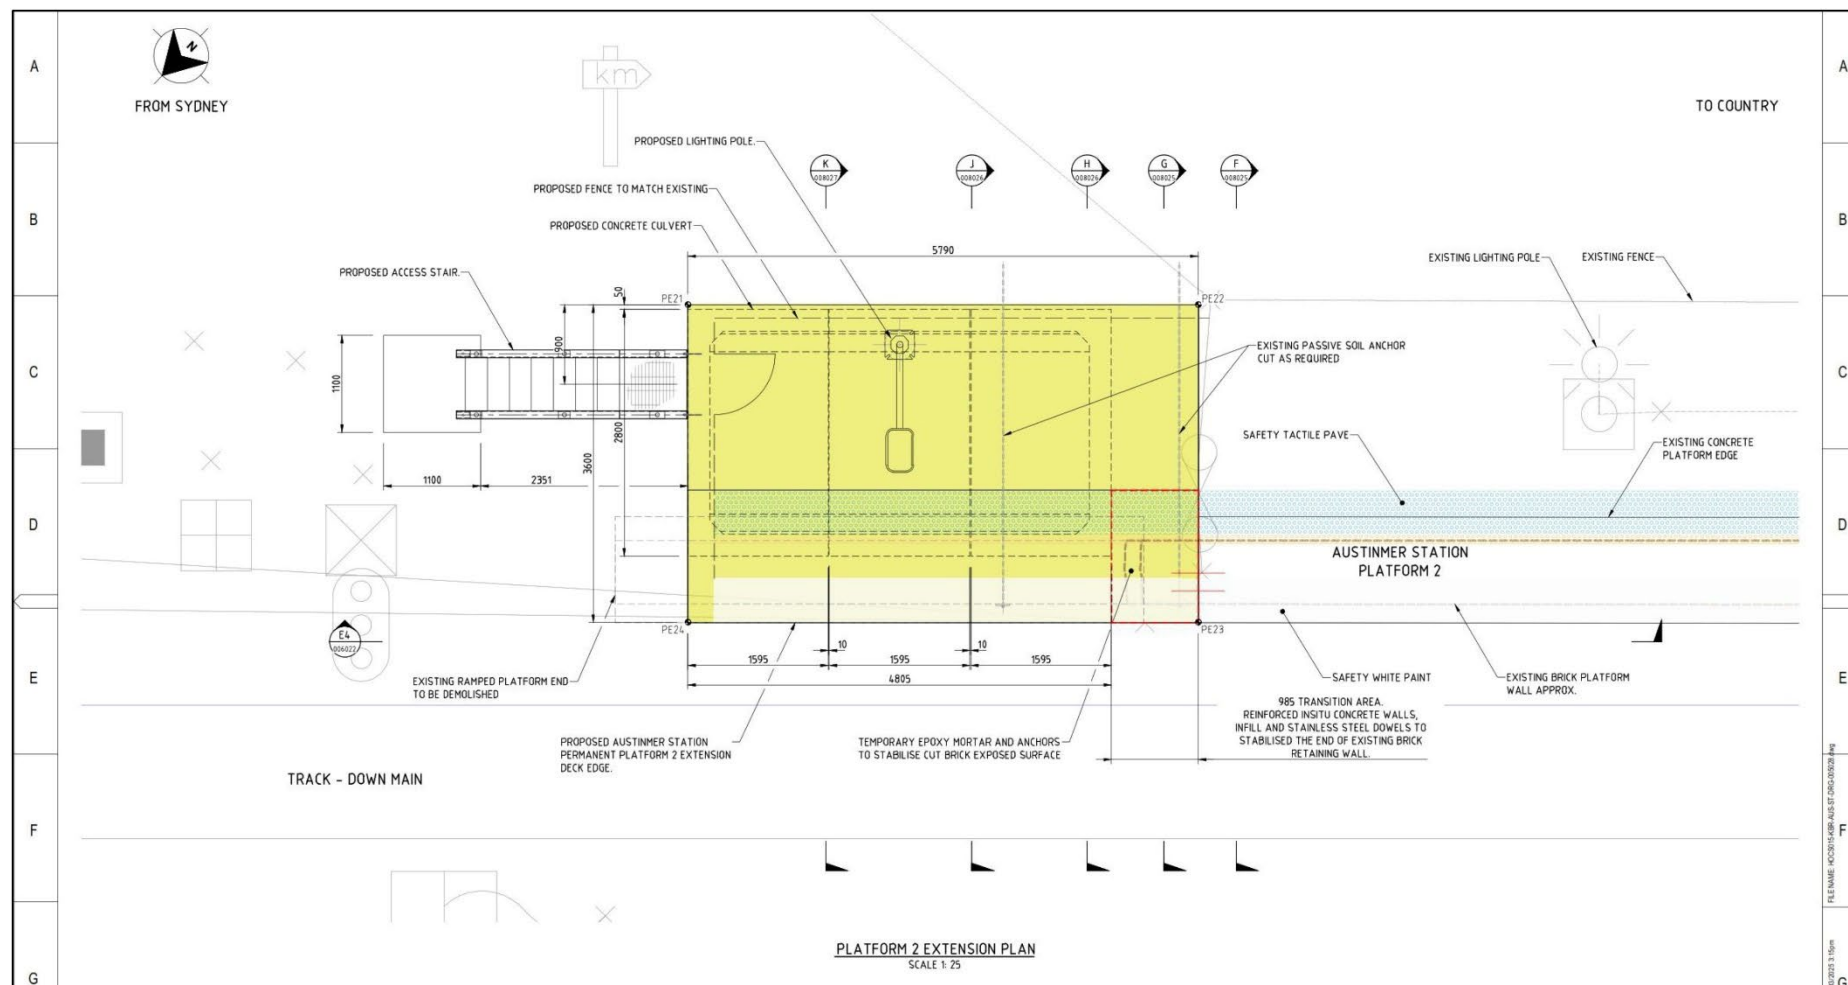 A
A
N
FROM SYDNEY
km
TO COUNTRY
PROPOSED LIGHTING POLE.
K
008027
J
008026
H
008026
G
008025
F
008025
PROPOSED FENCE TO MATCH EXISTING
B
B
PROPOSED CONCRETE CULVERT
5790
EXISTING LIGHTING POLE
EXISTING FENCE
PROPOSED ACCESS STAIR.
50
PE21
PE22
900
EXISTING PASSIVE SOIL ANCHOR
CUT AS REQUIRED
C
C
1100
2800
3600
SAFETY TACTILE PAVE
EXISTING CONCRETE
PLATFORM EDGE
1100
2351
D
D
AUSTINMER STATION
PLATFORM 2
PE24
PE23
E4
006022
10
10
1595
1595
1595
4805
EXISTING RAMPED PLATFORM END
TO BE DEMOLISHED
SAFETY WHITE PAINT
EXISTING BRICK PLATFORM
WALL APPROX.
E
E
985 TRANSITION AREA.
REINFORCED INSITU CONCRETE WALLS,
INFILL AND STAINLESS STEEL DOWELS TO
STABILISED THE END OF EXISTING BRICK
RETAINING WALL.
PROPOSED AUSTINMER STATION
PERMANENT PLATFORM 2 EXTENSION
DECK EDGE.
TEMPORARY EPOXY MORTAR AND ANCHORS
TO STABILISE CUT BRICK EXPOSED SURFACE
TRACK - DOWN MAIN
F
F
PLATFORM 2 EXTENSION PLAN
SCALE 1: 25
G
G